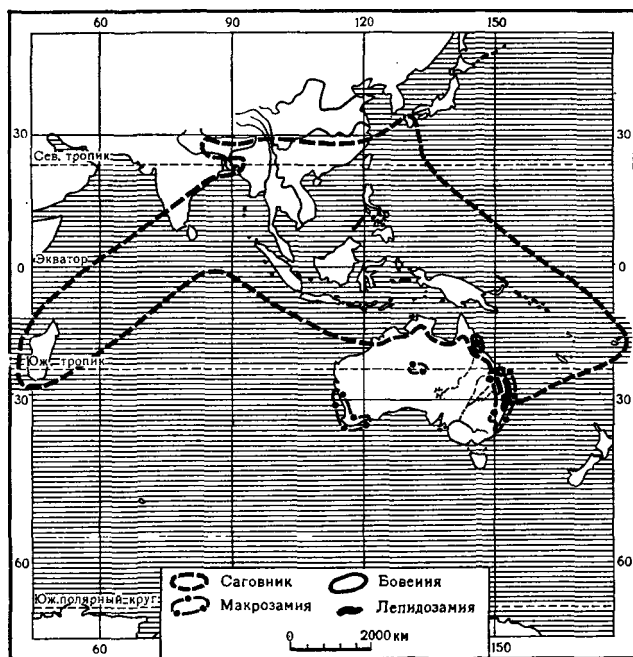 60 90 120 150
30 30
Сев. тропик
Экватор
0 0
Юж. тропик
30 30
60 60
Саговник Бовения
Макрозамия Лепидозамия
Юж.полярный круг
0 2000 км
60 150